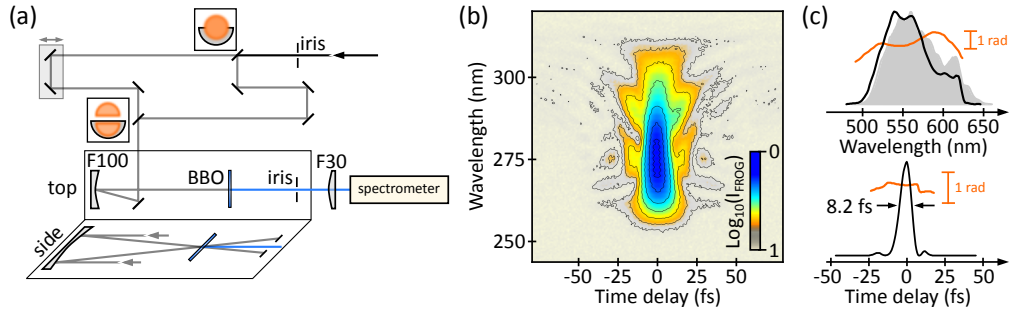 (a)
iris
F100
top
BBO
iris
F30
spectrometer
side
(b)
Wavelength (nm)
300
275
250
-50 -25 0 25 50
Time delay (fs)
Log10(IFROG)
0
1
(c)
1 rad
500 550 600 650
Wavelength (nm)
1 rad
8.2 fs
-50 -25 0 25 50
Time delay (fs)